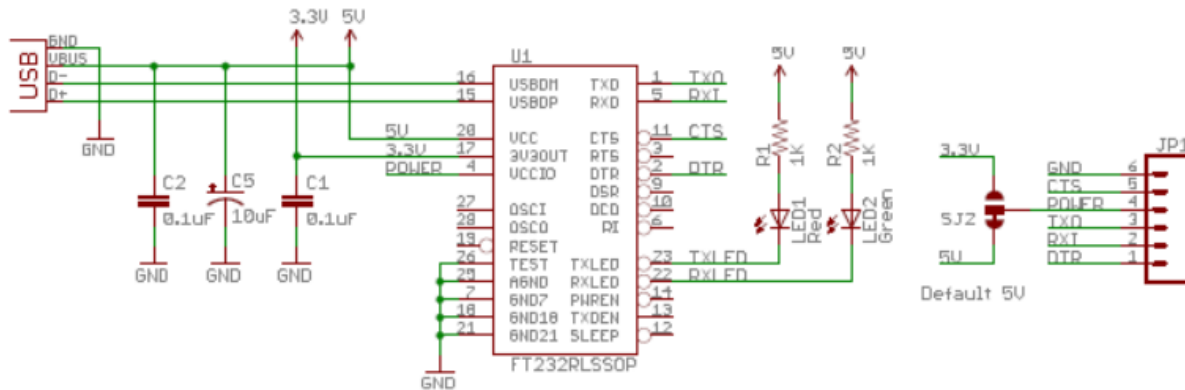 3.3V 5V
USB
GND
VBUS
D-
D+
GND
C2
0.1uF
GND
C5
10uF
GND
C1
0.1uF
GND
5V
3.3V
POWER
U1
16 USBDM TXD 1 TXO
15 USBDP RXD 5 RXI
20 VCC CTS 11 CTS
17 3V3OUT RTS 3
4 VCCIO DTR 2 DTR
DSR 9
27 OSCI DCD 10
28 OSCO RI 6
19 RESET
26 TEST TXLED 23 TXLED
25 AGND RXLED 22 RXLED
7 GND7 PWREN 14
18 GND18 TXDEN 13
21 GND21 SLEEP 12
FT232RLSSOP
GND
5V
R1
1K
LED1
Red
5V
R2
1K
LED2
Green
3.3V
SJ2
5V
Default 5V
JP1
GND 6
CTS 5
POWER 4
TXO 3
RXI 2
DTR 1